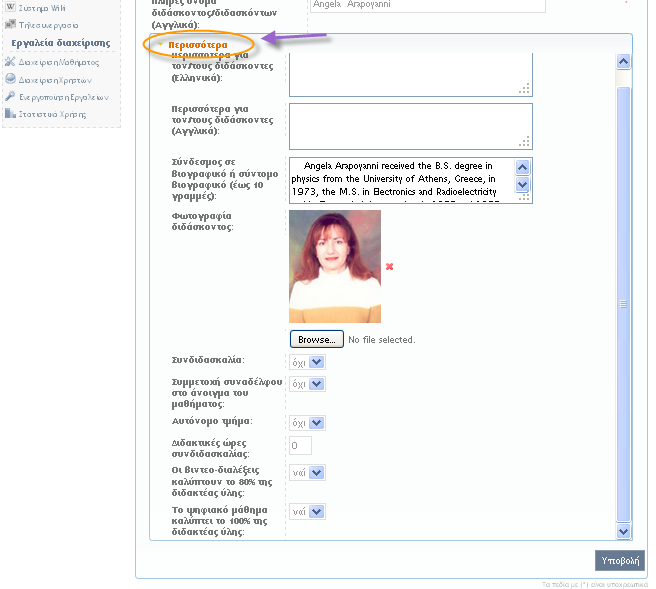 Σύστημα Wiki
Τηλεσυνεργασία
Εργαλεία διαχείρισης
Διαχείριση Μαθήματος
Διαχείριση Χρηστών
Ενεργοποίηση Εργαλείων
Στατιστικά Χρήσης
Πλήρες όνομα
διδάσκοντος/διδασκόντων
(Αγγλικά):
Angela Arapoyanni
Περισσότερα
Περισσότερα για
τον/τους διδάσκοντες
(Ελληνικά):
Περισσότερα για
τον/τους διδάσκοντες
(Αγγλικά):
Σύνδεσμος σε
Βιογραφικό ή σύντομο
Βιογραφικό (έως 10
γραμμές):
Angela Arapoyanni received the B.S. degree in
physics from the University of Athens, Greece, in
1973, the M.S. in Electronics and Radioelectricity
Φωτογραφία
διδάσκοντος:
Browse... No file selected.
Συνδιδασκαλία: όχι
Συμμετοχή συναδέλφου
στο άνοιγμα του
μαθήματος:
όχι
Αυτόνομο τμήμα: όχι
Διδακτικές ώρες
συνδιδασκαλίας:
0
Οι βιντεο-διαλέξεις
καλύπτουν το 80% της
διδακτέας ύλης:
ναί
Το ψηφιακό μάθημα
καλύπτει το 100% της
διδακτέας ύλης:
ναί
Υποβολή
Τα πεδία με (*) είναι υποχρεωτικά